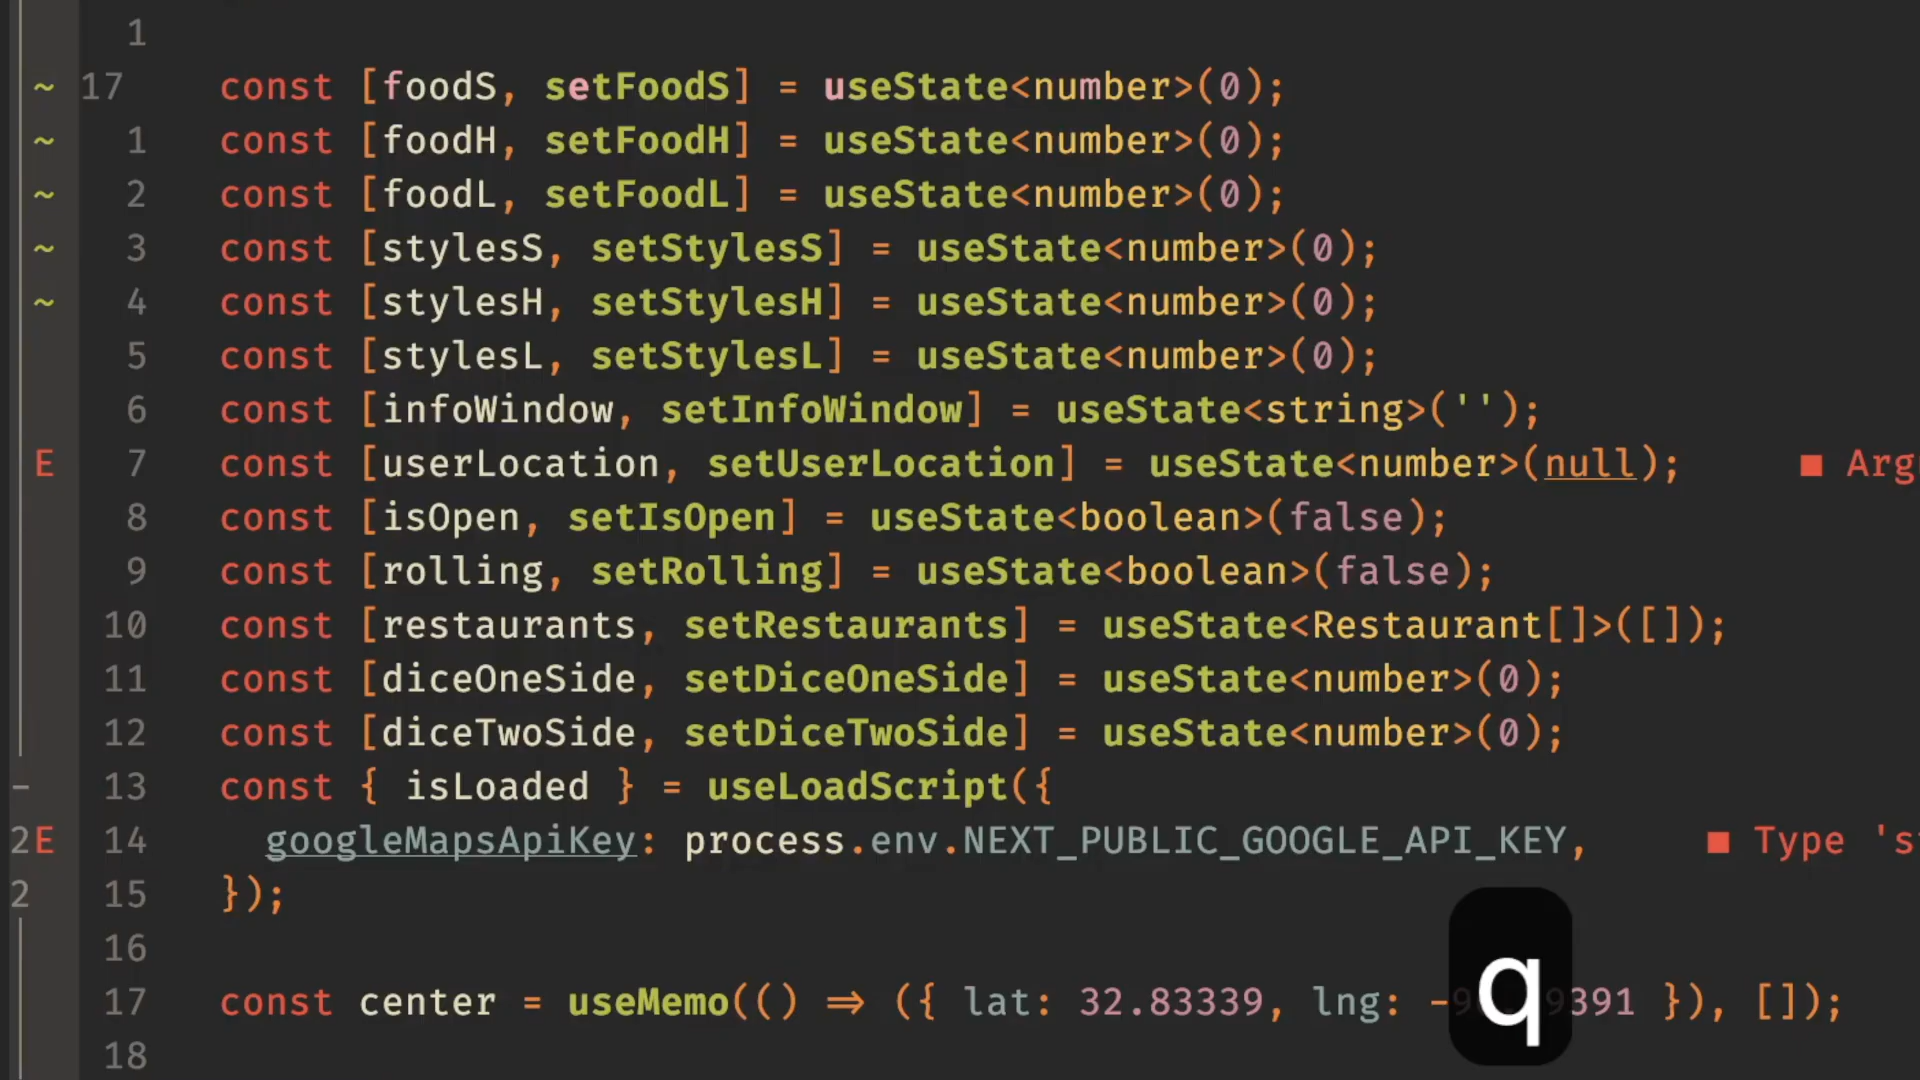 1
~ 17 const [foodS, setFoodS] = useState<number>(0);
~ 1 const [foodH, setFoodH] = useState<number>(0);
~ 2 const [foodL, setFoodL] = useState<number>(0);
~ 3 const [stylesS, setStylesS] = useState<number>(0);
~ 4 const [stylesH, setStylesH] = useState<number>(0);
5 const [stylesL, setStylesL] = useState<number>(0);
6 const [infoWindow, setInfoWindow] = useState<string>('');
E 7 const [userLocation, setUserLocation] = useState<number>(null); ■ Arg
8 const [isOpen, setIsOpen] = useState<boolean>(false);
9 const [rolling, setRolling] = useState<boolean>(false);
10 const [restaurants, setRestaurants] = useState<Restaurant[]>([]);
11 const [diceOneSide, setDiceOneSide] = useState<number>(0);
12 const [diceTwoSide, setDiceTwoSide] = useState<number>(0);
- 13 const { isLoaded } = useLoadScript({
2E 14 googleMapsApiKey: process.env.NEXT_PUBLIC_GOOGLE_API_KEY, ■ Type 's
2 15 });
16
17 const center = useMemo(() ⇒ ({ lat: 32.83339, lng: }), []);
q
18